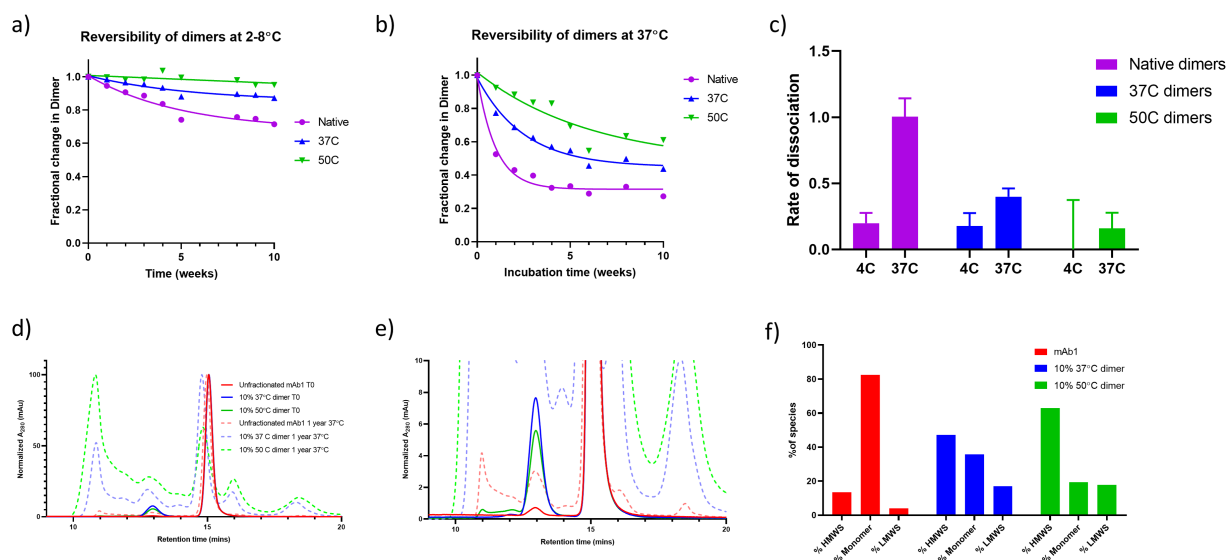 a)
Reversibility of dimers at 2-8°C
Fractional change in Dimer
1.0
0.8
0.6
0.4
0.2
0.0
0
5
10
Time (weeks)
Native
37C
50C
b)
Reversibility of dimers at 37°C
Fractional change in Dimer
1.0
0.8
0.6
0.4
0.2
0.0
0
5
10
Incubation time (weeks)
Native
37C
50C
c)
Rate of dissociation
1.5
1.0
0.5
0.0
4C
37C
4C
37C
4C
37C
Native dimers
37C dimers
50C dimers
d)
Normalized A280 (mAu)
100
50
0
10
15
20
Retention time (mins)
Unfractionated mAb1 T0
10% 37°C dimer T0
10% 50°C dimer T0
Unfractionated mAb1 1 year 37°C
10% 37 C dimer 1 year 37°C
10% 50 C dimer 1 year 37°C
e)
Normalized A280 (mAu)
10
8
6
4
2
0
10
15
20
Retention time (mins)
f)
%of species
100
80
60
40
20
0
% HMWS
% Monomer
% LMWS
% HMWS
% Monomer
% LMWS
% HMWS
% Monomer
% LMWS
mAb1
10% 37°C dimer
10% 50°C dimer